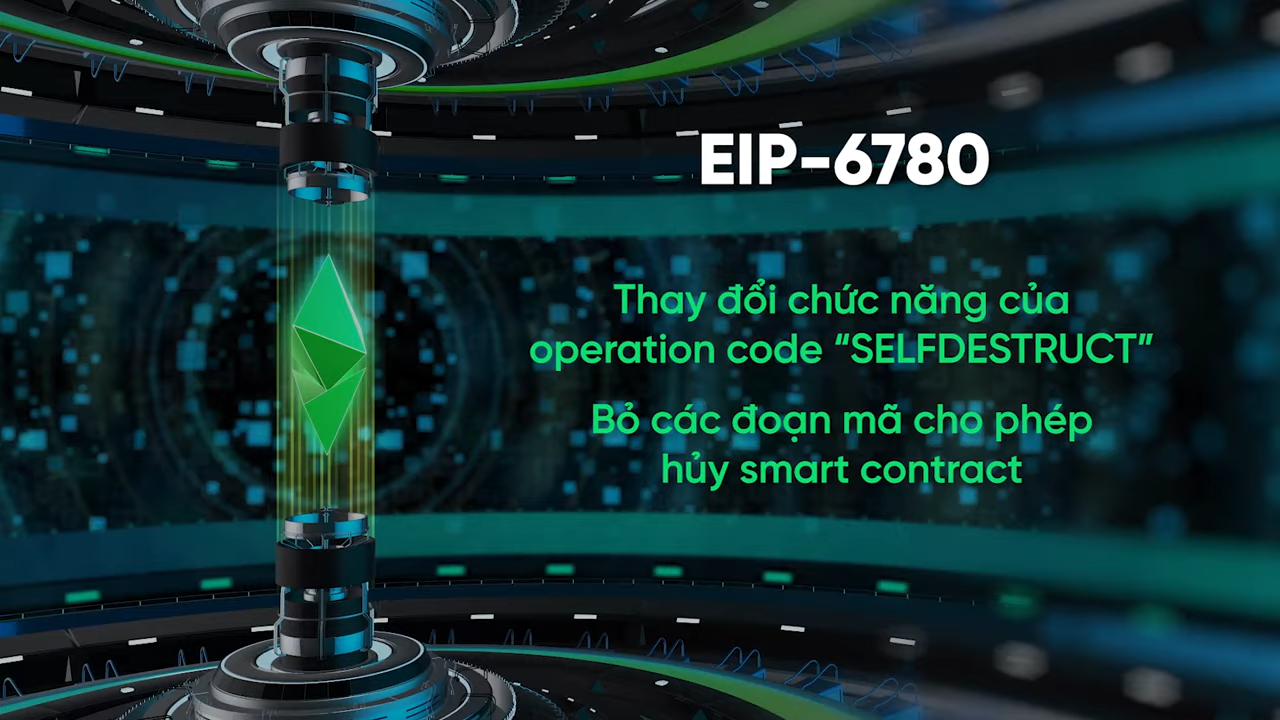 EIP-6780
Thay đổi chức năng của
operation code “SELFDESTRUCT”
Bỏ các đoạn mã cho phép
hủy smart contract